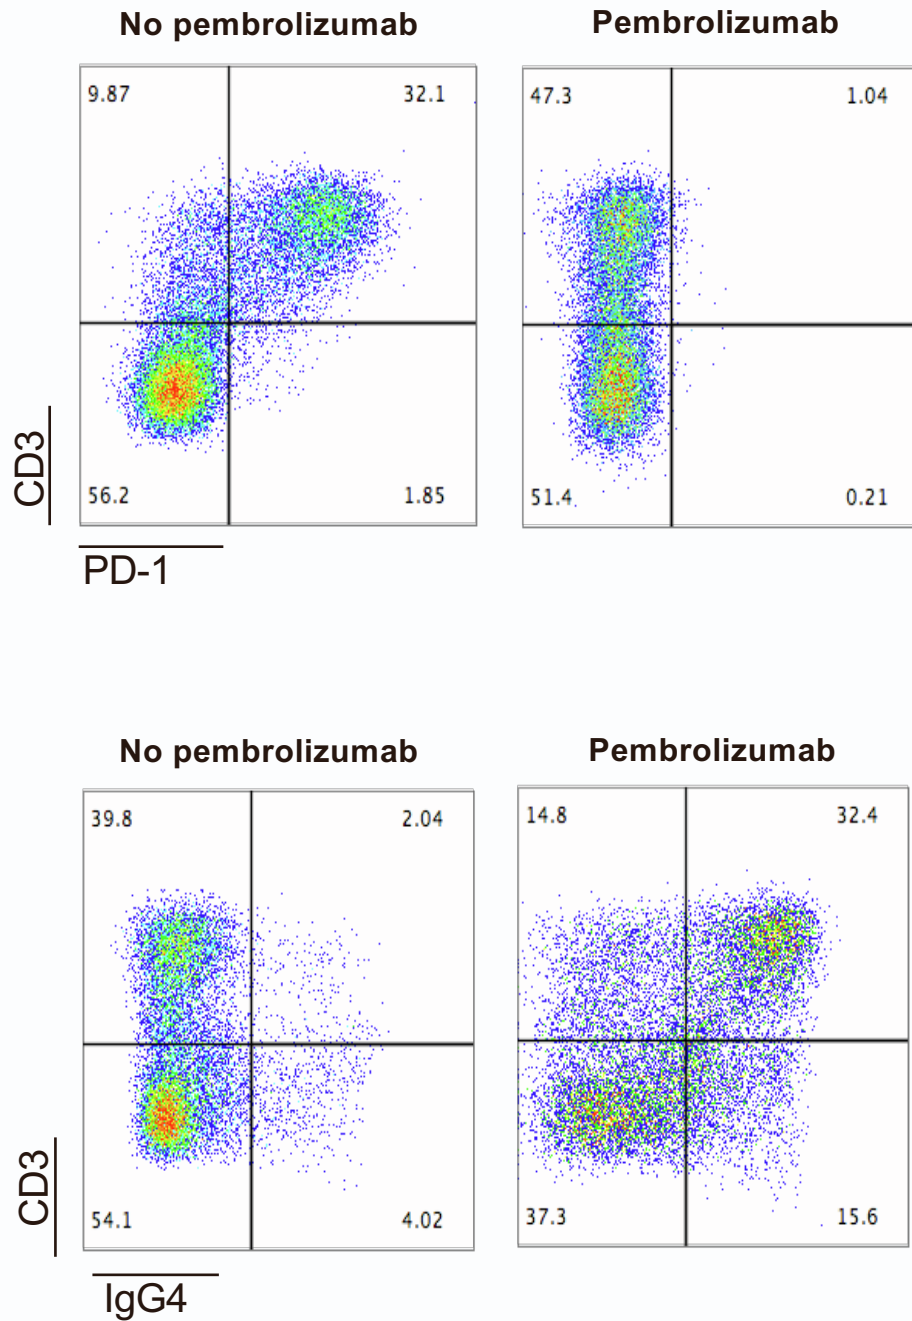 No pembrolizumab
Pembrolizumab
9.87 32.1
47.3 1.04
CD3
56.2 1.85
51.4 0.21
PD-1
No pembrolizumab
Pembrolizumab
39.8 2.04
14.8 32.4
CD3
54.1 4.02
37.3 15.6
IgG4